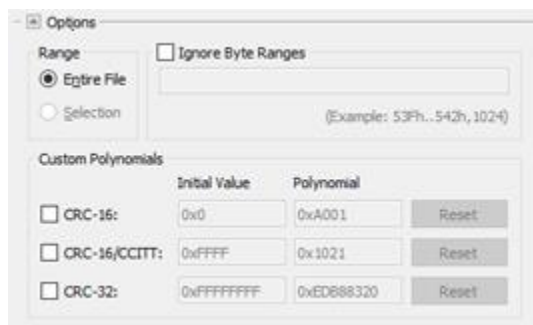 Options
Range
Entire File
Selection
Ignore Byte Ranges
(Example: 53Fh..542h,1024)
Custom Polynomials
Initial Value Polynomial
CRC-16: 0x0 0xA001 Reset
CRC-16/CCITT: 0xFFFF 0x1021 Reset
CRC-32: 0xFFFFFFFF 0xEDB88320 Reset